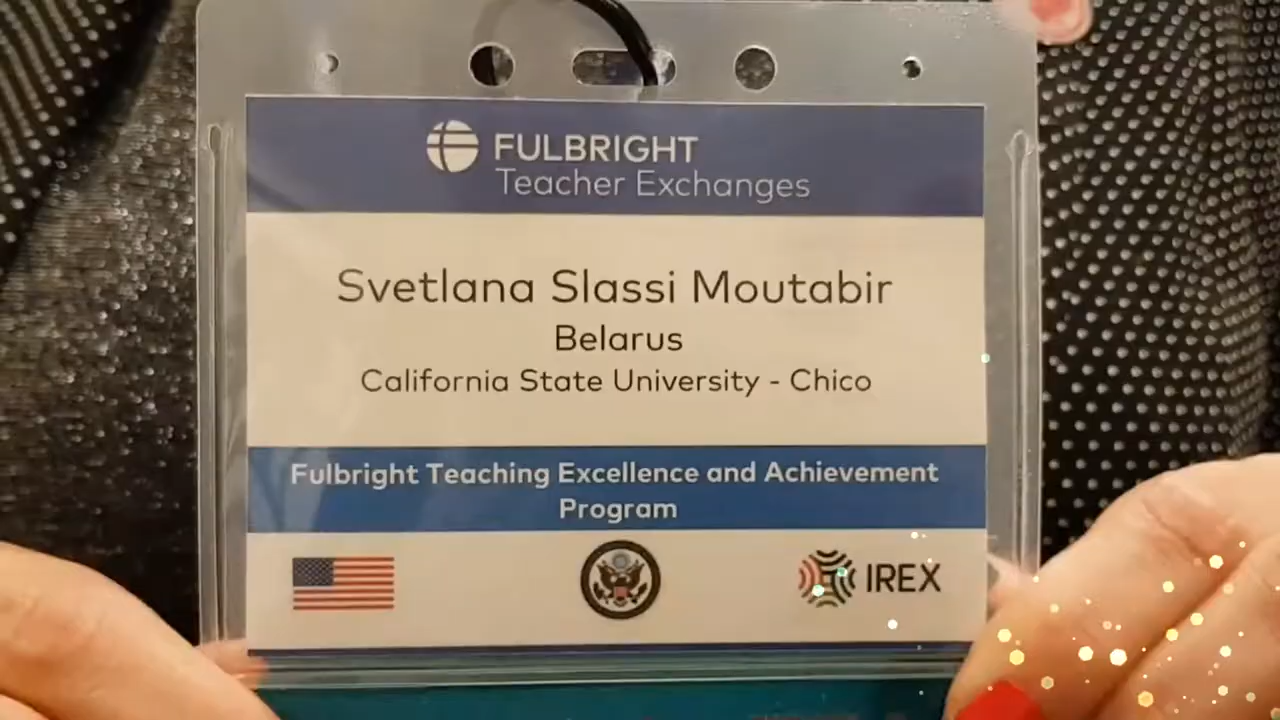 FULBRIGHT
Teacher Exchanges
Svetlana Slassi Moutabir
Belarus
California State University - Chico
Fulbright Teaching Excellence and Achievement
Program
IREX